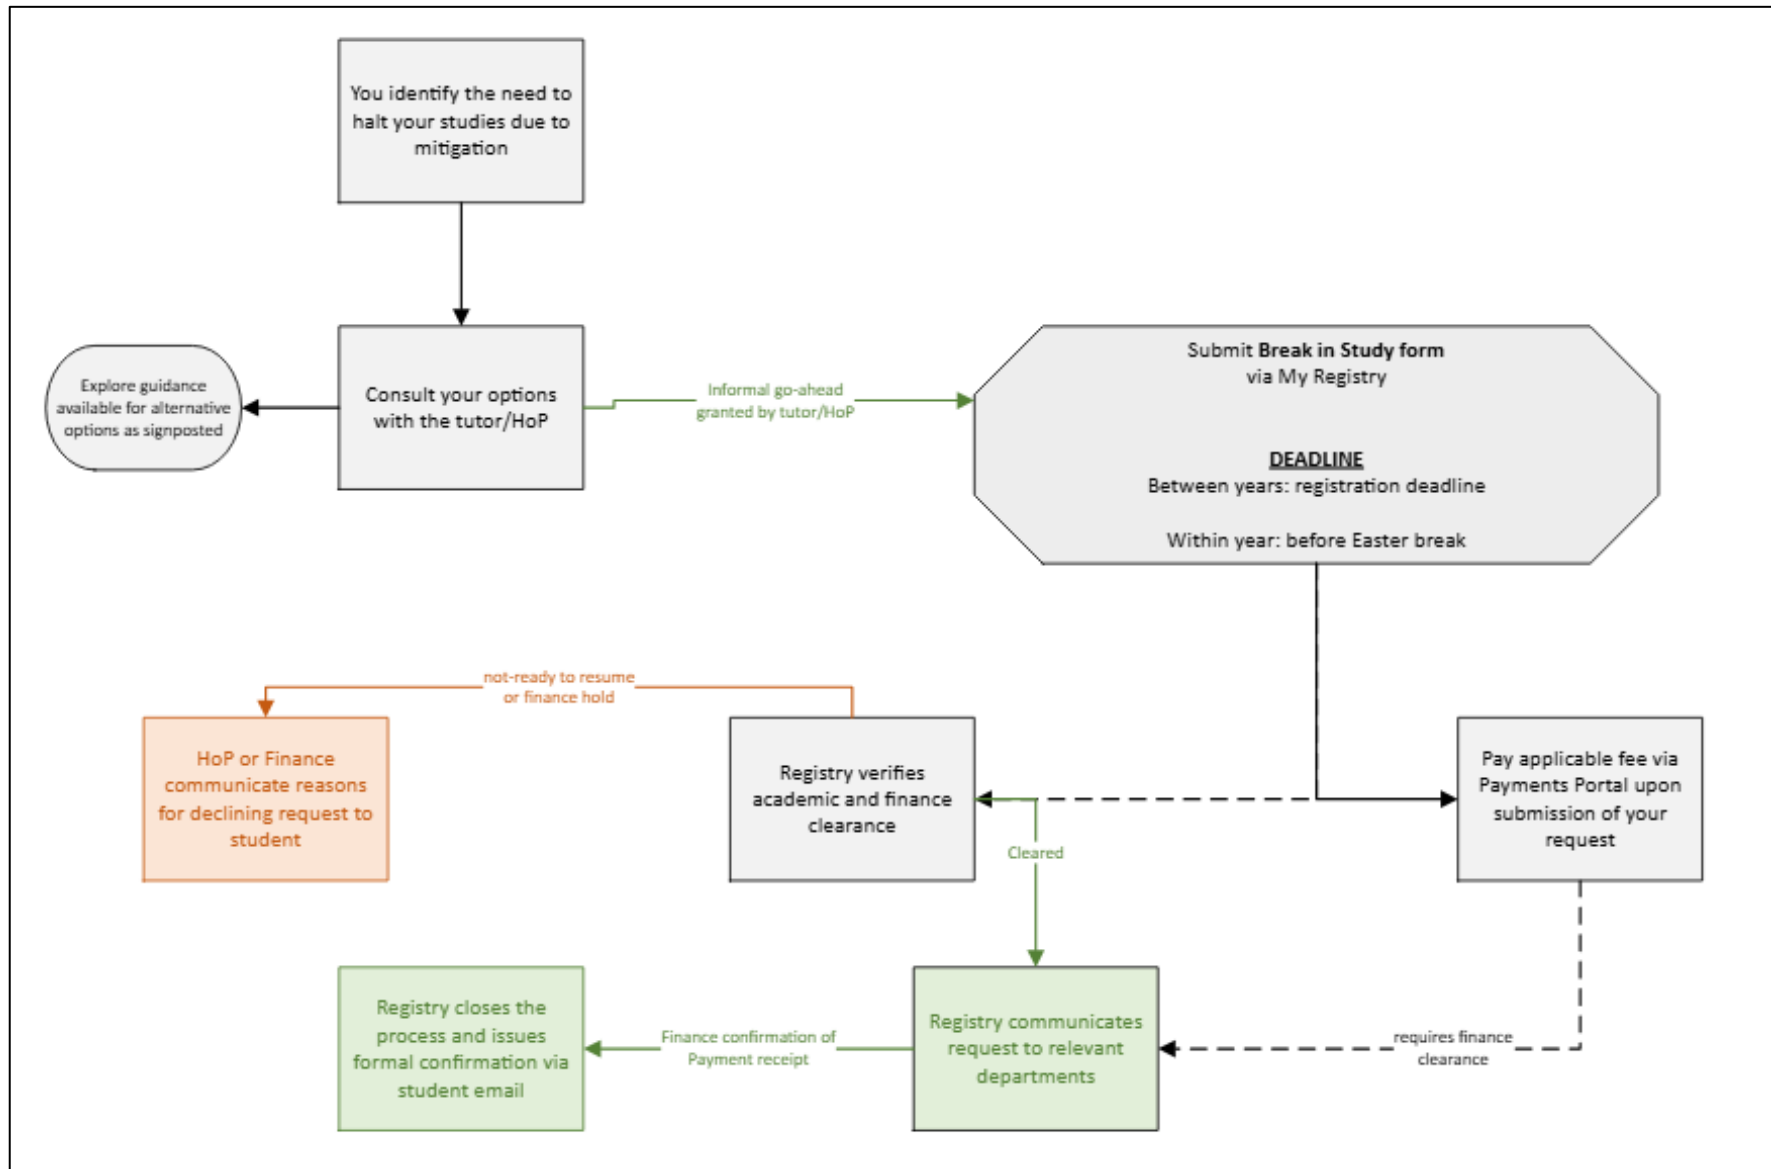 You identify the need to
halt your studies due to
mitigation
Explore guidance
available for alternative
options as signposted
Consult your options
with the tutor/HoP
Informal go-ahead
granted by tutor/HoP
Submit Break in Study form
via My Registry
DEADLINE
Between years: registration deadline
Within year: before Easter break
not-ready to resume
or finance hold
HoP or Finance
communicate reasons
for declining request to
student
Registry verifies
academic and finance
clearance
Cleared
Pay applicable fee via
Payments Portal upon
submission of your
request
Registry closes the
process and issues
formal confirmation via
student email
Finance confirmation of
Payment receipt
Registry communicates
request to relevant
departments
requires finance
clearance